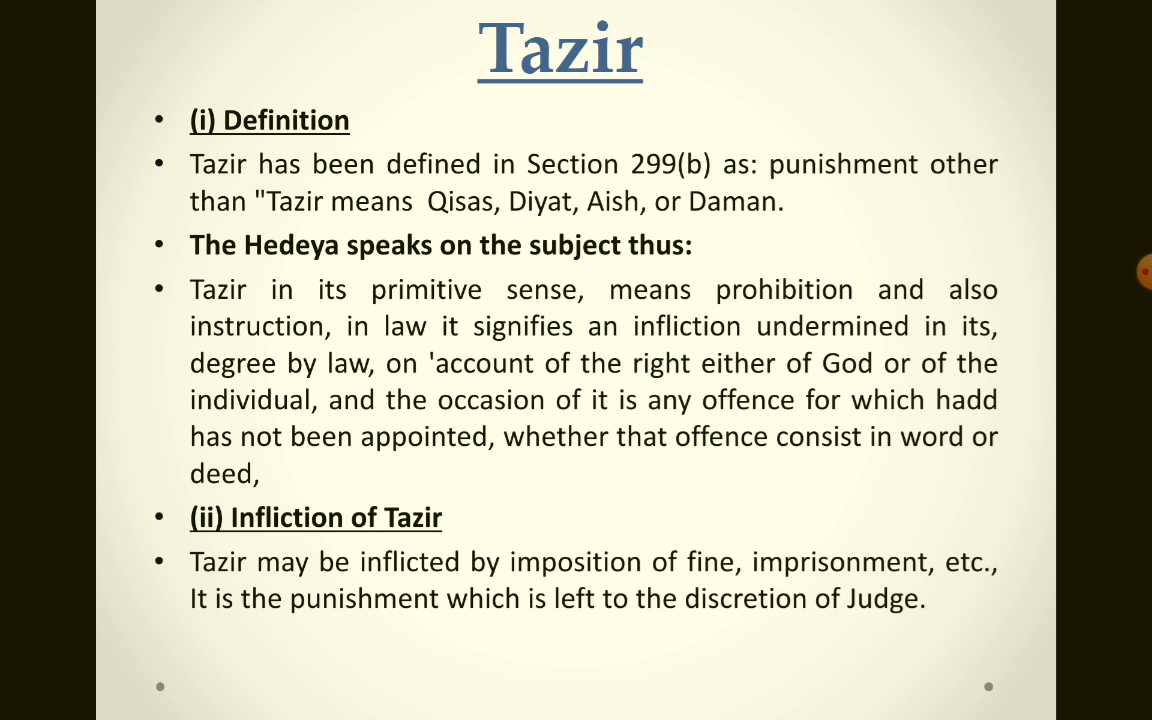 Tazir
• (i) Definition
• Tazir has been defined in Section 299(b) as: punishment other
than "Tazir means Qisas, Diyat, Aish, or Daman.
• The Hedeya speaks on the subject thus:
• Tazir in its primitive sense, means prohibition and also
instruction, in law it signifies an infliction undermined in its,
degree by law, on 'account of the right either of God or of the
individual, and the occasion of it is any offence for which hadd
has not been appointed, whether that offence consist in word or
deed,
• (ii) Infliction of Tazir
• Tazir may be inflicted by imposition of fine, imprisonment, etc.,
It is the punishment which is left to the discretion of Judge.